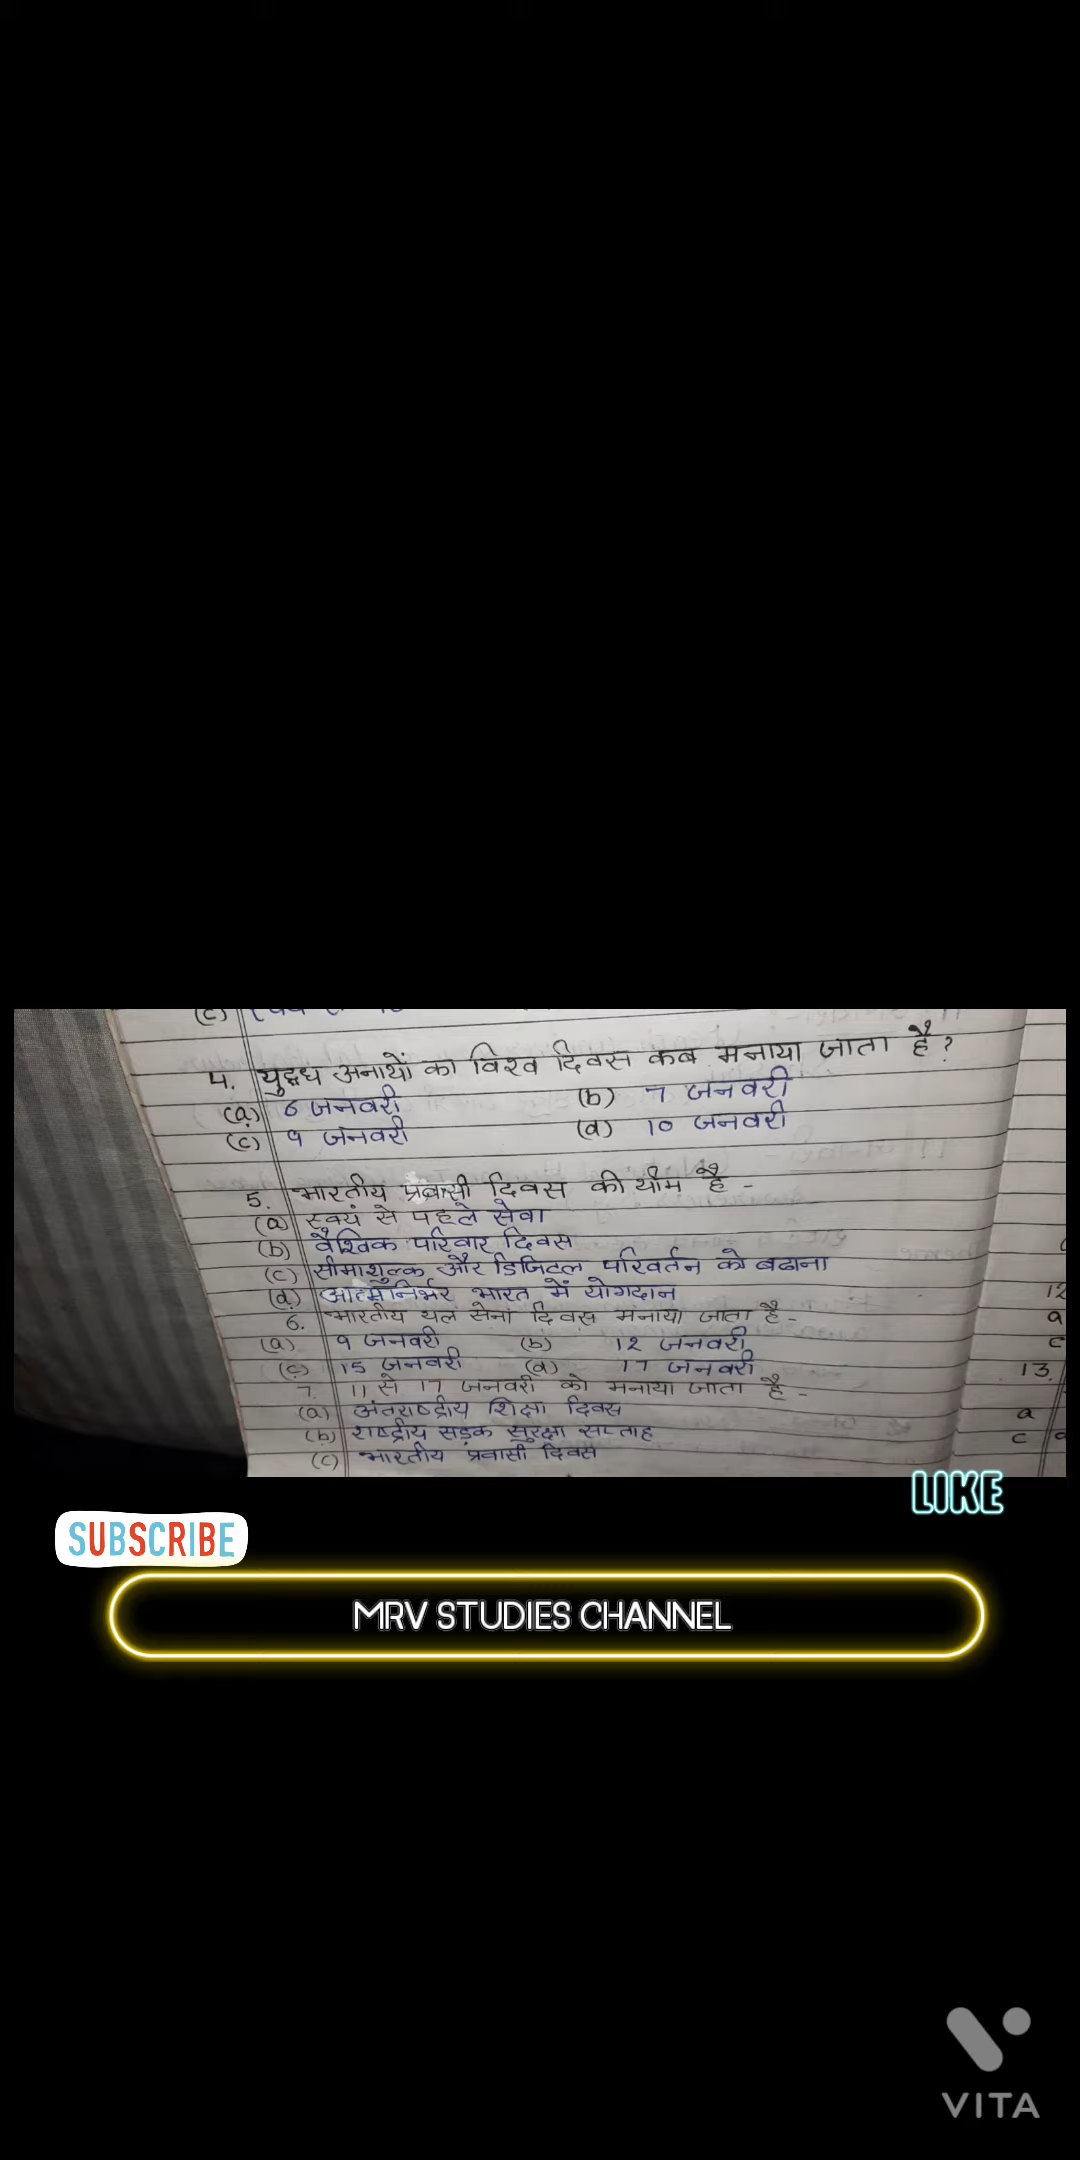 (c)
4. युद्ध अनाथों का विश्व दिवस कब मनाया जाता है?
(a) 6 जनवरी (b) 7 जनवरी
(c) 9 जनवरी (d) 10 जनवरी
5. भारतीय प्रवासी दिवस की थीम है -
(a) स्वयं से पहले सेवा
(b) वैश्विक परिवार दिवस
(c) सीमाशुल्क और डिजिटल परिवर्तन को बढाना
(d) आत्मनिर्भर भारत में योगदान
6. भारतीय थल सेना दिवस मनाया जाता है -
(a) 9 जनवरी (b) 12 जनवरी
(c) 15 जनवरी (d) 17 जनवरी
7. 11 से 17 जनवरी को मनाया जाता है -
(a) अंतराष्ट्रीय शिक्षा दिवस
(b) राष्ट्रीय सड़क सुरक्षा सप्ताह
(c) भारतीय प्रवासी दिवस
12
a
c
13.
a
c
LIKE
SUBSCRIBE
MRV STUDIES CHANNEL
VITA